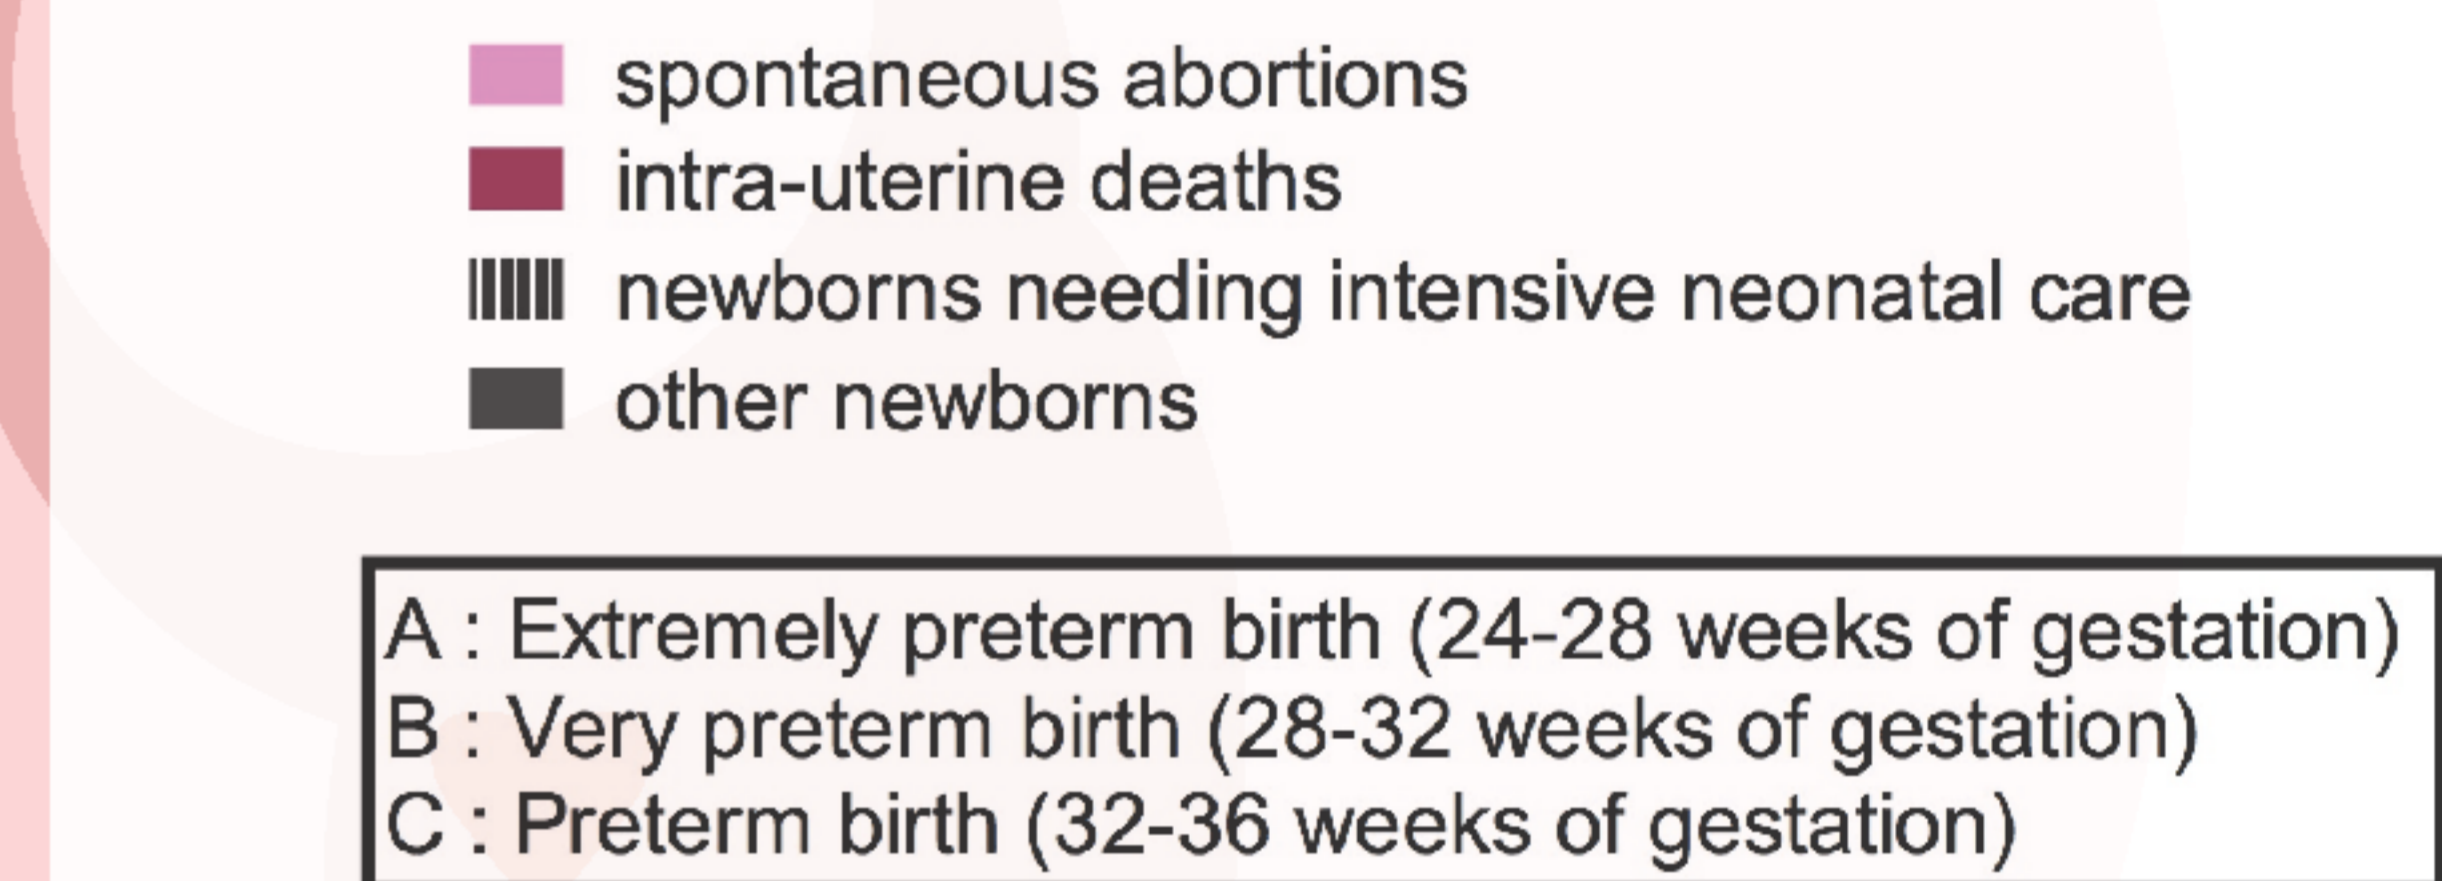 spontaneous abortions
intra-uterine deaths
newborns needing intensive neonatal care
other newborns
A : Extremely preterm birth (24-28 weeks of gestation)
B : Very preterm birth (28-32 weeks of gestation)
C : Preterm birth (32-36 weeks of gestation)